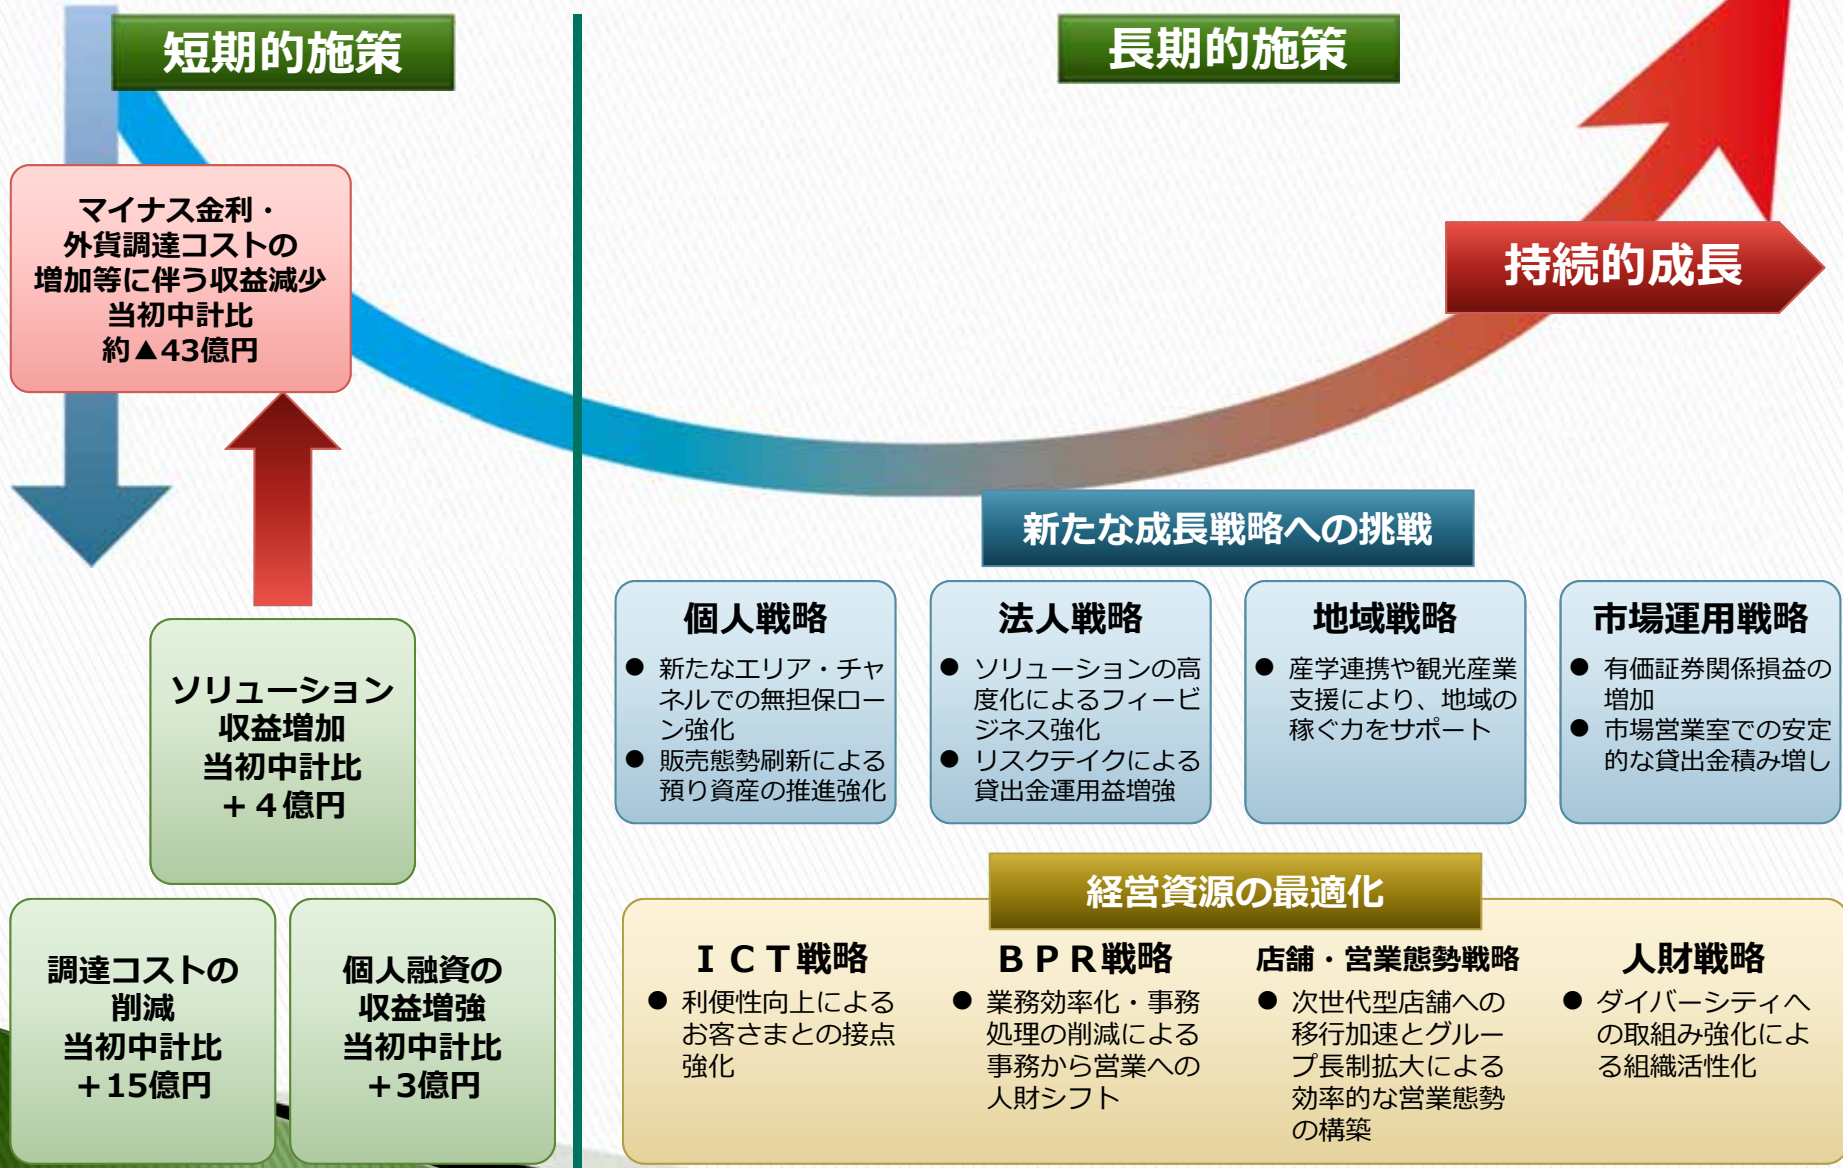 短期的施策
マイナス金利・
外貨調達コストの
増加等に伴う収益減少
当初中計比
約▲43億円
ソリューション
収益増加
当初中計比
+４億円
調達コストの
削減
当初中計比
+15億円
個人融資の
収益増強
当初中計比
+3億円
長期的施策
持続的成長
新たな成長戦略への挑戦
個人戦略
● 新たなエリア・チャ
ネルでの無担保ロー
ン強化
● 販売態勢刷新による
預り資産の推進強化
法人戦略
● ソリューションの高
度化によるフィービ
ジネス強化
● リスクテイクによる
貸出金運用益増強
地域戦略
● 産学連携や観光産業
支援により、地域の
稼ぐ力をサポート
市場運用戦略
● 有価証券関係損益の
増加
● 市場営業室での安定
的な貸出金積み増し
経営資源の最適化
ＩＣＴ戦略
● 利便性向上による
お客さまとの接点
強化
ＢＰＲ戦略
● 業務効率化・事務
処理の削減による
事務から営業への
人財シフト
店舗・営業態勢戦略
● 次世代型店舗への
移行加速とグルー
プ長制拡大による
効率的な営業態勢
の構築
人財戦略
● ダイバーシティへ
の取組み強化によ
る組織活性化